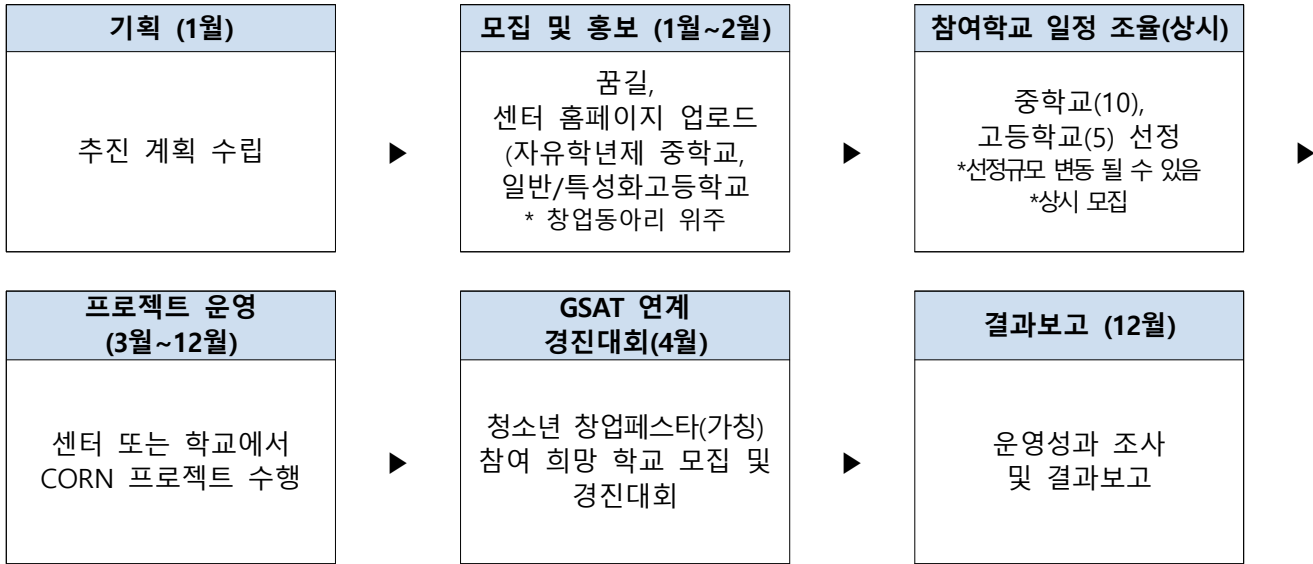 기획 (1월)
추진 계획 수립
▶
모집 및 홍보 (1월~2월)
꿈길,
센터 홈페이지 업로드
(자유학년제 중학교,
일반/특성화고등학교
* 창업동아리 위주
▶
참여학교 일정 조율(상시)
중학교(10),
고등학교(5) 선정
*선정규모 변동 될 수 있음
*상시 모집
▶
프로젝트 운영
(3월~12월)
센터 또는 학교에서
CORN 프로젝트 수행
▶
GSAT 연계
경진대회(4월)
청소년 창업페스타(가칭)
참여 희망 학교 모집 및
경진대회
▶
결과보고 (12월)
운영성과 조사
및 결과보고